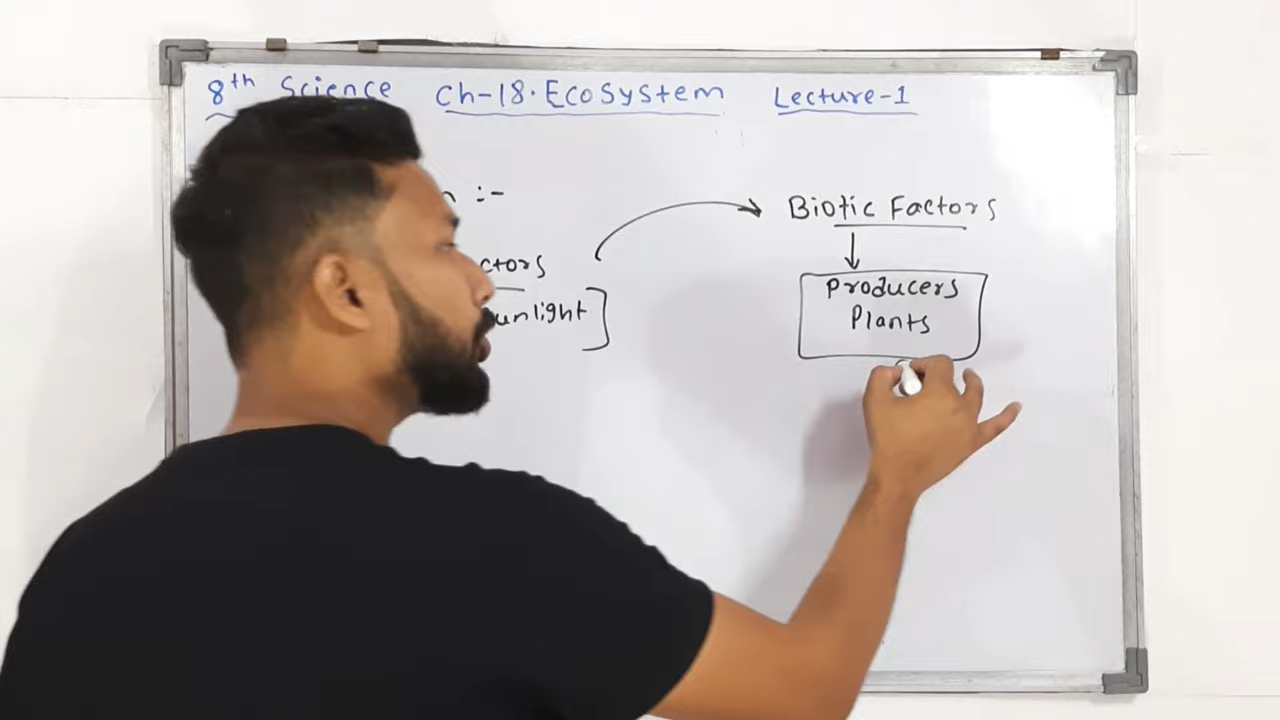 8th Science Ch-18. Ecosystem Lecture-1
:-
Biotic Factors
Producers
Plants